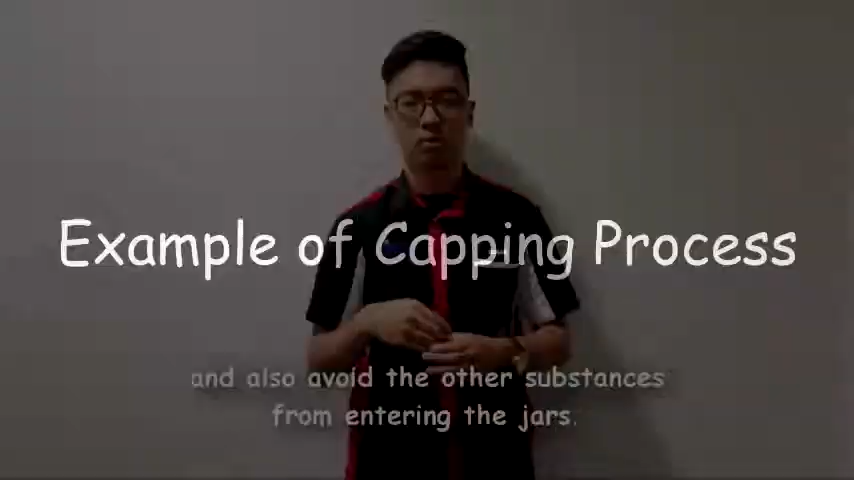 Example of Capping Process
and also avoid the other substances
from entering the jars.